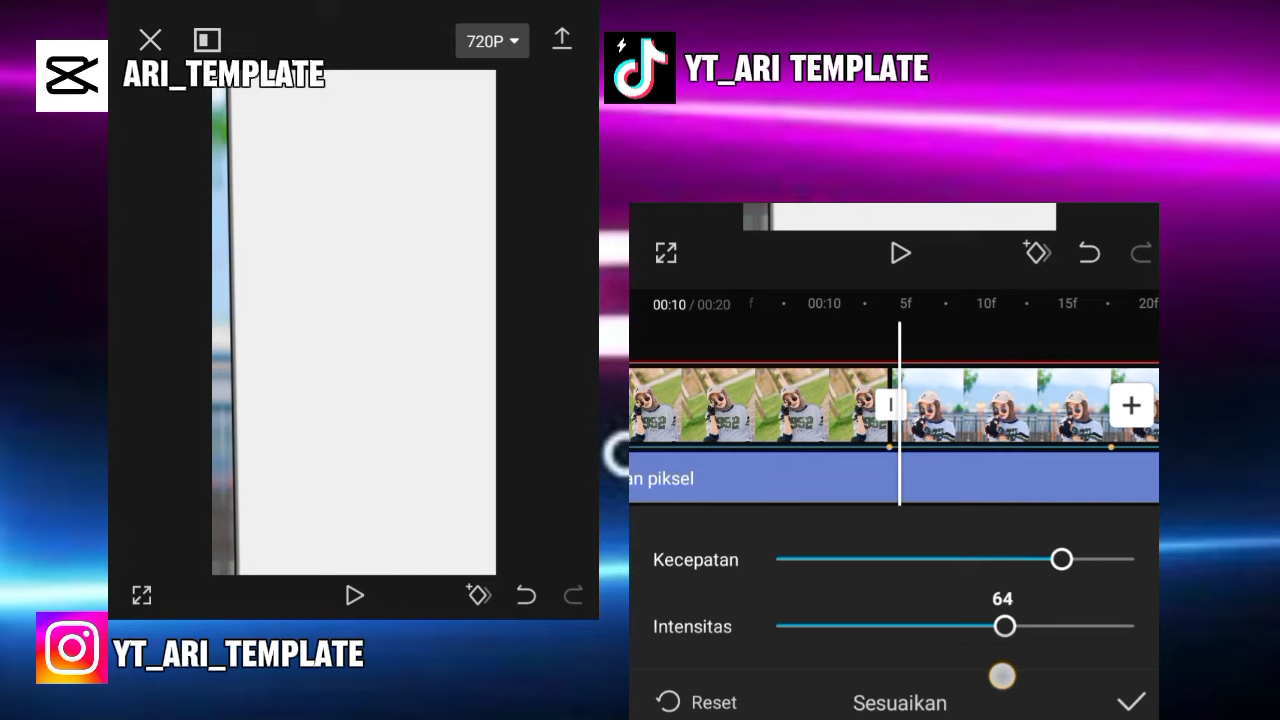 720P
ARI_TEMPLATE
YT_ARI TEMPLATE
00:10 / 00:20
f
00:10
5f
10f
15f
20f
952
an piksel
Kecepatan
64
Intensitas
Reset
Sesuaikan
YT_ARI_TEMPLATE